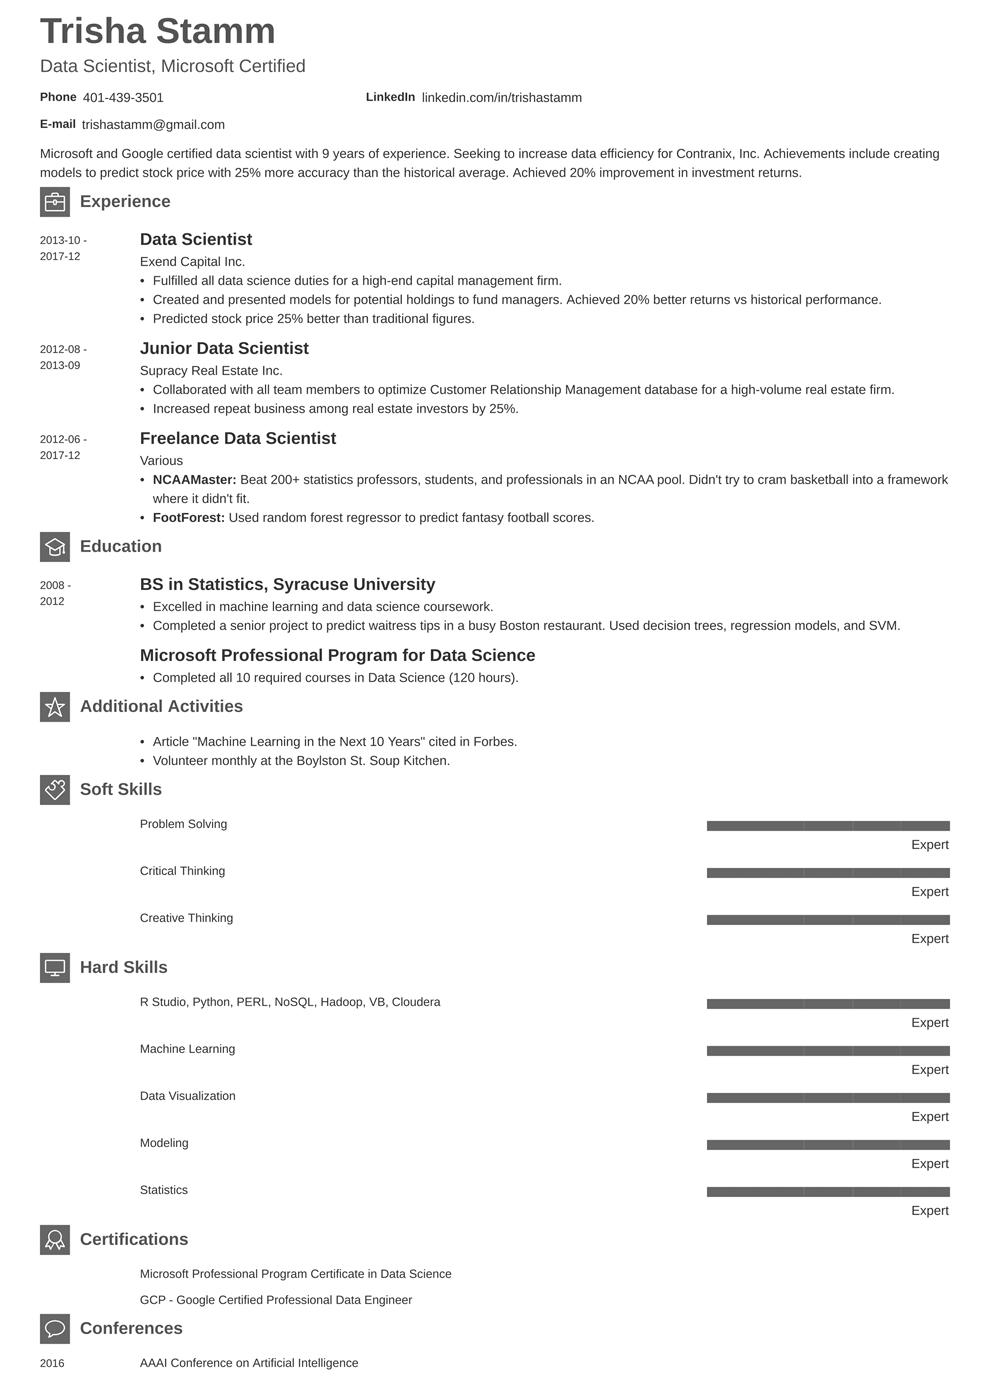 Trisha Stamm
Data Scientist, Microsoft Certified
Phone 401-439-3501 LinkedIn linkedin.com/in/trishastamm
E-mail trishastamm@gmail.com
Microsoft and Google certified data scientist with 9 years of experience. Seeking to increase data efficiency for Contranix, Inc. Achievements include creating
models to predict stock price with 25% more accuracy than the historical average. Achieved 20% improvement in investment returns.
Experience
2013-10 -
2017-12
Data Scientist
Exend Capital Inc.
• Fulfilled all data science duties for a high-end capital management firm.
• Created and presented models for potential holdings to fund managers. Achieved 20% better returns vs historical performance.
• Predicted stock price 25% better than traditional figures.
2012-08 -
2013-09
Junior Data Scientist
Supracy Real Estate Inc.
• Collaborated with all team members to optimize Customer Relationship Management database for a high-volume real estate firm.
• Increased repeat business among real estate investors by 25%.
2012-06 -
2017-12
Freelance Data Scientist
Various
• NCAAMaster: Beat 200+ statistics professors, students, and professionals in an NCAA pool. Didn't try to cram basketball into a framework
where it didn't fit.
• FootForest: Used random forest regressor to predict fantasy football scores.
Education
2008 -
2012
BS in Statistics, Syracuse University
• Excelled in machine learning and data science coursework.
• Completed a senior project to predict waitress tips in a busy Boston restaurant. Used decision trees, regression models, and SVM.
Microsoft Professional Program for Data Science
• Completed all 10 required courses in Data Science (120 hours).
Additional Activities
• Article "Machine Learning in the Next 10 Years" cited in Forbes.
• Volunteer monthly at the Boylston St. Soup Kitchen.
Soft Skills
Problem Solving
Expert
Critical Thinking
Expert
Creative Thinking
Expert
Hard Skills
R Studio, Python, PERL, NoSQL, Hadoop, VB, Cloudera
Expert
Machine Learning
Expert
Data Visualization
Expert
Modeling
Expert
Statistics
Expert
Certifications
Microsoft Professional Program Certificate in Data Science
GCP - Google Certified Professional Data Engineer
Conferences
2016 AAAI Conference on Artificial Intelligence